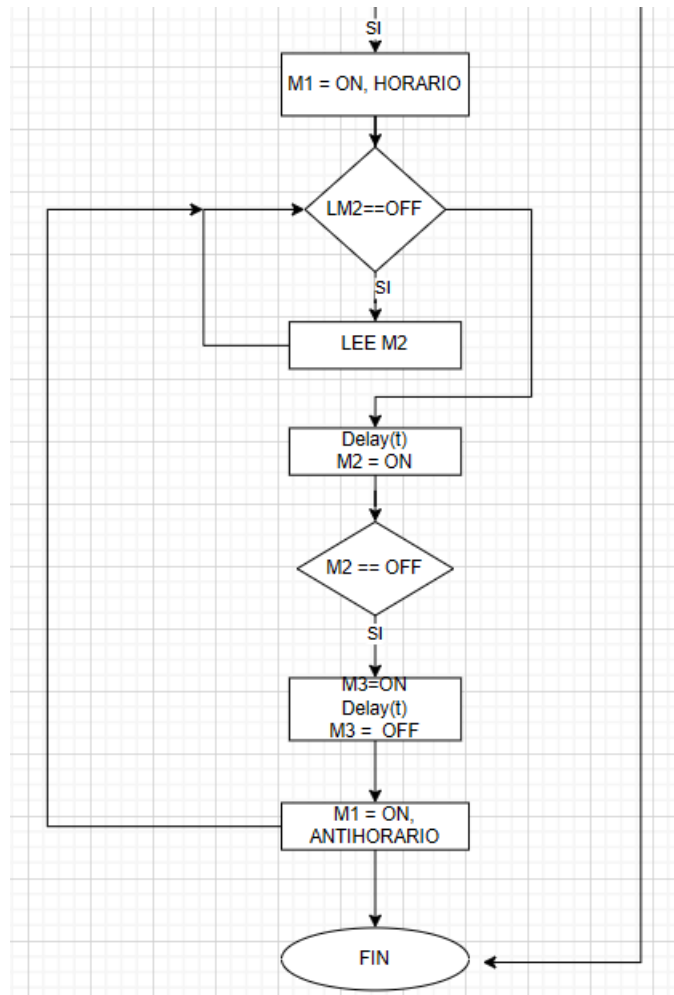 SI
M1 = ON, HORARIO
LM2==OFF
SI
LEE M2
Delay(t)
M2 = ON
M2 == OFF
SI
M3=ON
Delay(t)
M3 = OFF
M1 = ON,
ANTIHORARIO
FIN